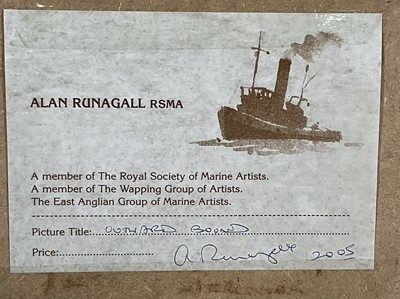 ALAN RUNAGALL RSMA
A member of The Royal Society of Marine Artists.
A member of The Wapping Group of Artists.
The East Anglian Group of Marine Artists.
Picture Title: OUTWARD BOUND
Price: A. Runagall 2005